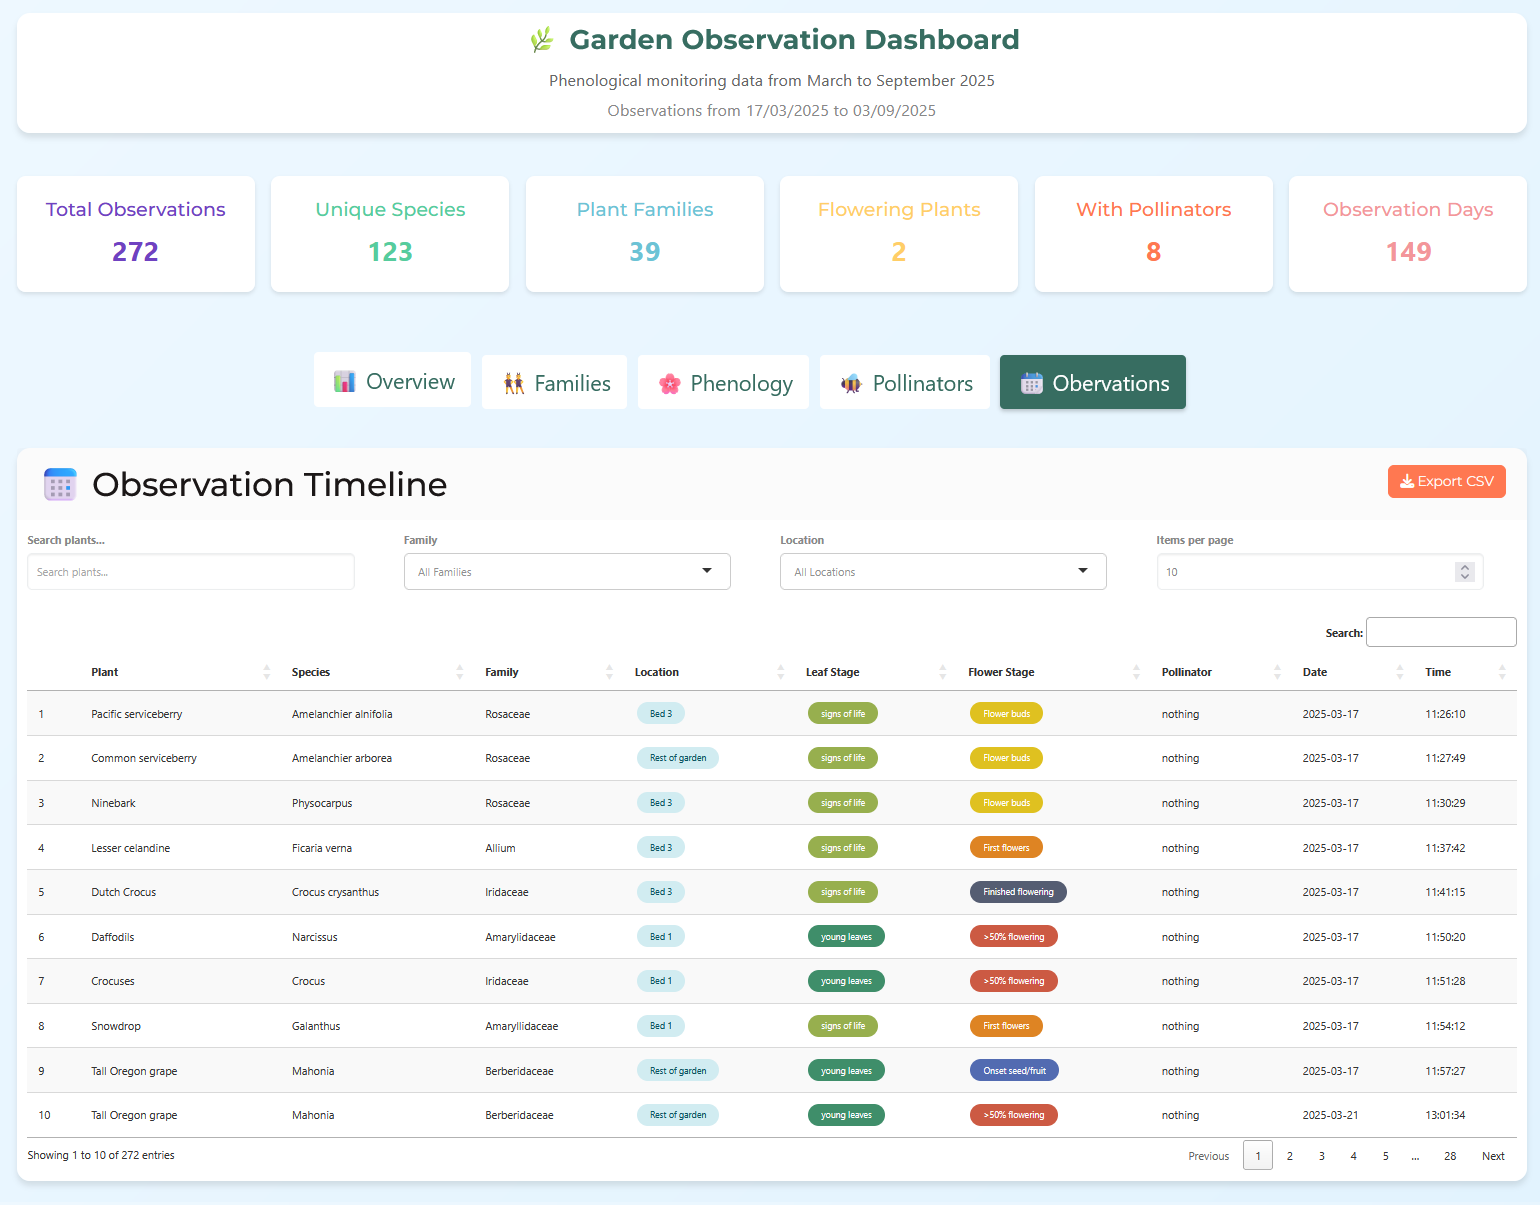 Garden Observation Dashboard
Phenological monitoring data from March to September 2025
Observations from 17/03/2025 to 03/09/2025
Total Observations Unique Species Plant Families Flowering Plants With Pollinators Observation Days
272 123 39 2 8 149
Overview Families Phenology Pollinators Obervations
Observation Timeline Export CSV
Search plants... Family Location Items per page
Search plants... All Families All Locations 10
Search:
Plant Species Family Location Leaf Stage Flower Stage Pollinator Date Time
1 Pacific serviceberry Amelanchier alnifolia Rosaceae Bed 3 signs of life Flower buds nothing 2025-03-17 11:26:10
2 Common serviceberry Amelanchier arborea Rosaceae Rest of garden signs of life Flower buds nothing 2025-03-17 11:27:49
3 Ninebark Physocarpus Rosaceae Bed 3 signs of life Flower buds nothing 2025-03-17 11:30:29
4 Lesser celandine Ficaria verna Allium Bed 3 signs of life First flowers nothing 2025-03-17 11:37:42
5 Dutch Crocus Crocus crysanthus Iridaceae Bed 3 signs of life Finished flowering nothing 2025-03-17 11:41:15
6 Daffodils Narcissus Amarylidaceae Bed 1 young leaves >50% flowering nothing 2025-03-17 11:50:20
7 Crocuses Crocus Iridaceae Bed 1 young leaves >50% flowering nothing 2025-03-17 11:51:28
8 Snowdrop Galanthus Amaryllidaceae Bed 1 signs of life First flowers nothing 2025-03-17 11:54:12
9 Tall Oregon grape Mahonia Berberidaceae Rest of garden young leaves Onset seed/fruit nothing 2025-03-17 11:57:27
10 Tall Oregon grape Mahonia Berberidaceae Rest of garden young leaves >50% flowering nothing 2025-03-21 13:01:34
Showing 1 to 10 of 272 entries Previous 1 2 3 4 5 ... 28 Next